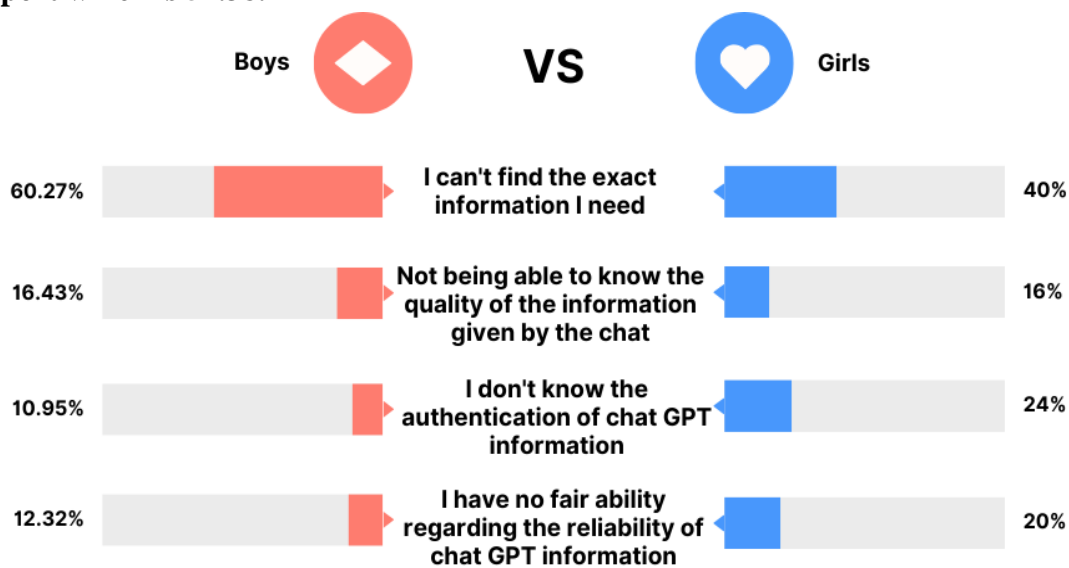 Boys
VS
Girls
60.27%
I can't find the exact
information I need
40%
16.43%
Not being able to know the
quality of the information
given by the chat
16%
10.95%
I don't know the
authentication of chat GPT
information
24%
12.32%
I have no fair ability
regarding the reliability of
chat GPT information
20%